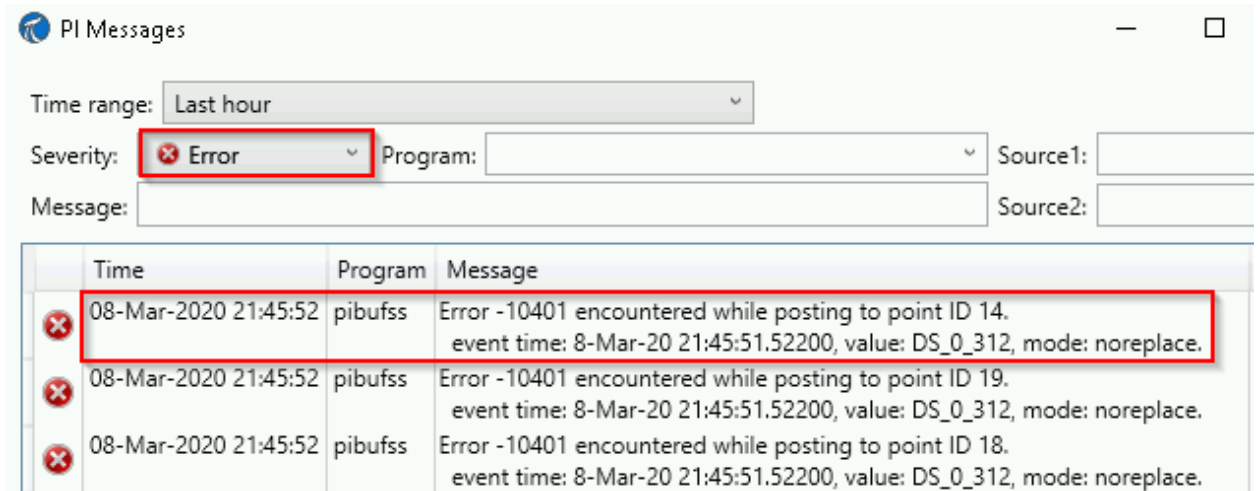 PI Messages
Time range: Last hour
Severity: Error Program: Source1:
Message: Source2:
Time Program Message
08-Mar-2020 21:45:52 pibufss Error -10401 encountered while posting to point ID 14.
event time: 8-Mar-20 21:45:51.52200, value: DS_0_312, mode: noreplace.
08-Mar-2020 21:45:52 pibufss Error -10401 encountered while posting to point ID 19.
event time: 8-Mar-20 21:45:51.52200, value: DS_0_312, mode: noreplace.
08-Mar-2020 21:45:52 pibufss Error -10401 encountered while posting to point ID 18.
event time: 8-Mar-20 21:45:51.52200, value: DS_0_312, mode: noreplace.